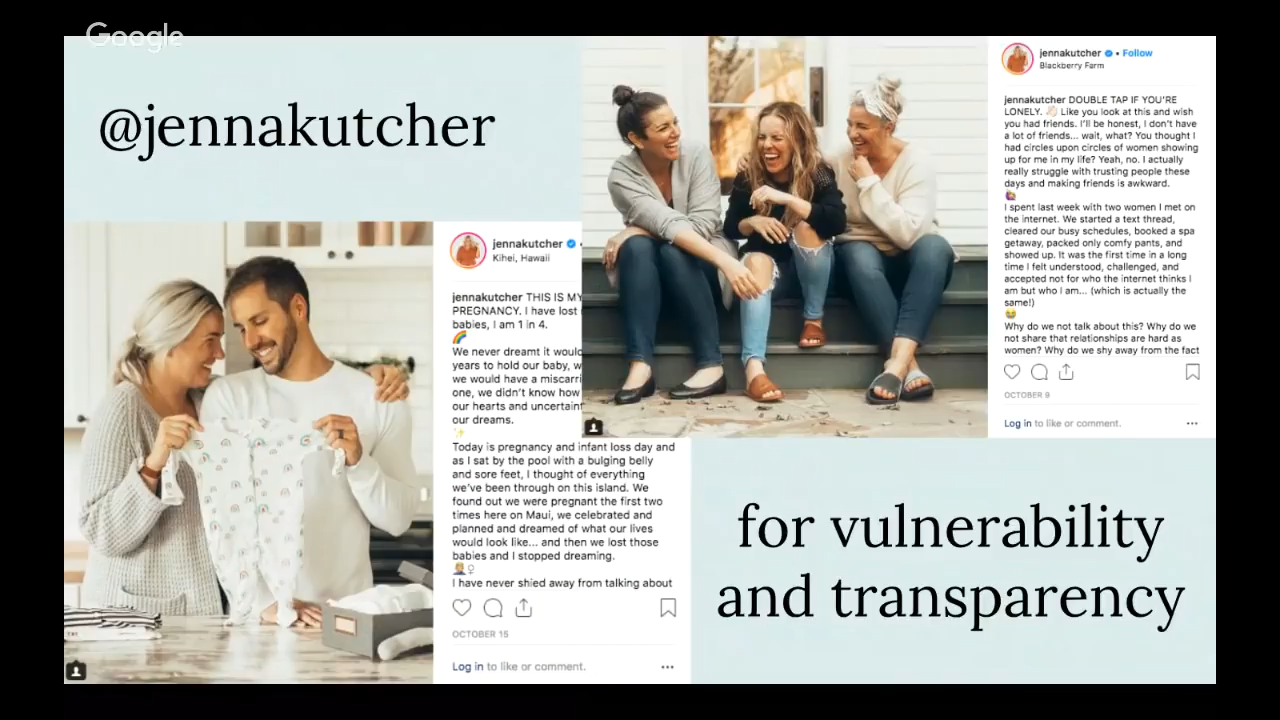 Google
@jennakutcher
jennakutcher • Follow
Blackberry Farm
jennakutcher DOUBLE TAP IF YOU'RE
LONELY. 👋🏻 Like you look at this and wish
you had friends. I'll be honest, I don't have
a lot of friends... wait, what? You thought I
had circles upon circles of women showing
up for me in my life? Yeah, no. I actually
really struggle with trusting people these
days and making friends is awkward.
I spent last week with two women I met on
the internet. We started a text thread,
cleared our busy schedules, booked a spa
getaway, packed only comfy pants, and
showed up. It was the first time in a long
time I felt understood, challenged, and
accepted not for who the internet thinks I
am but who I am... (which is actually the
same!)
😭
Why do we not talk about this? Why do we
not share that relationships are hard as
women? Why do we shy away from the fact
OCTOBER 9
Log in to like or comment.
jennakutcher •
Kihei, Hawaii
jennakutcher THIS IS MY
PREGNANCY. I have lost
babies, I am 1 in 4.
🌈
We never dreamt it would
years to hold our baby, w
we would have a miscarri
one, we didn't know how
our hearts and uncertain
our dreams.
✨
Today is pregnancy and infant loss day and
as I sat by the pool with a bulging belly
and sore feet, I thought of everything
we've been through on this island. We
found out we were pregnant the first two
times here on Maui, we celebrated and
planned and dreamed of what our lives
would look like... and then we lost those
babies and I stopped dreaming.
I have never shied away from talking about
OCTOBER 15
Log in to like or comment.
for vulnerability
and transparency